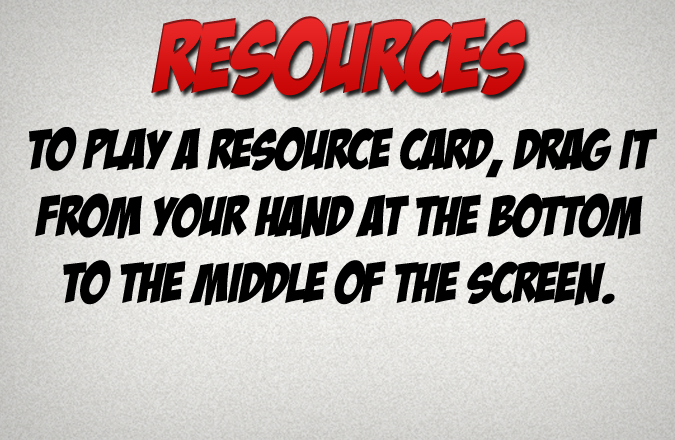 RESOURCES
TO PLAY A RESOURCE CARD, DRAG IT
FROM YOUR HAND AT THE BOTTOM
TO THE MIDDLE OF THE SCREEN.